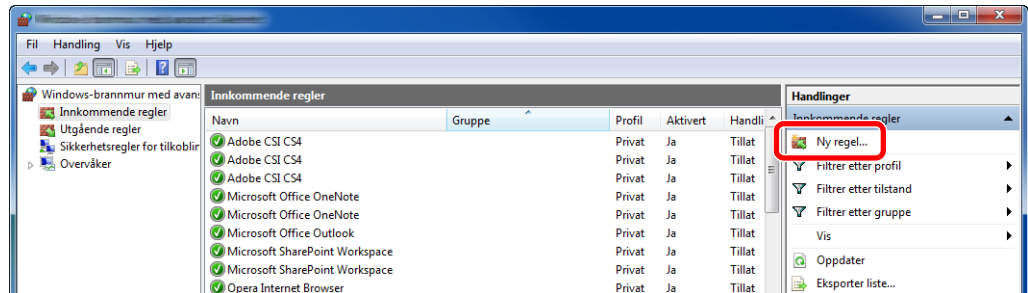 Fil Handling Vis Hjelp
Windows-brannmur med avan
Innkommende regler
Utgående regler
Sikkerhetsregler for tilkoblin
Overvåker
Innkommende regler
Navn Gruppe Profil Aktivert Handli
Adobe CSI CS4 Privat Ja Tillat
Adobe CSI CS4 Privat Ja Tillat
Adobe CSI CS4 Privat Ja Tillat
Microsoft Office OneNote Privat Ja Tillat
Microsoft Office OneNote Privat Ja Tillat
Microsoft Office Outlook Privat Ja Tillat
Microsoft SharePoint Workspace Privat Ja Tillat
Microsoft SharePoint Workspace Privat Ja Tillat
Opera Internet Browser Privat Ja Tillat
Handlinger
Innkommende regler
Ny regel...
Filtrer etter profil
Filtrer etter tilstand
Filtrer etter gruppe
Vis
Oppdater
Eksporter liste...